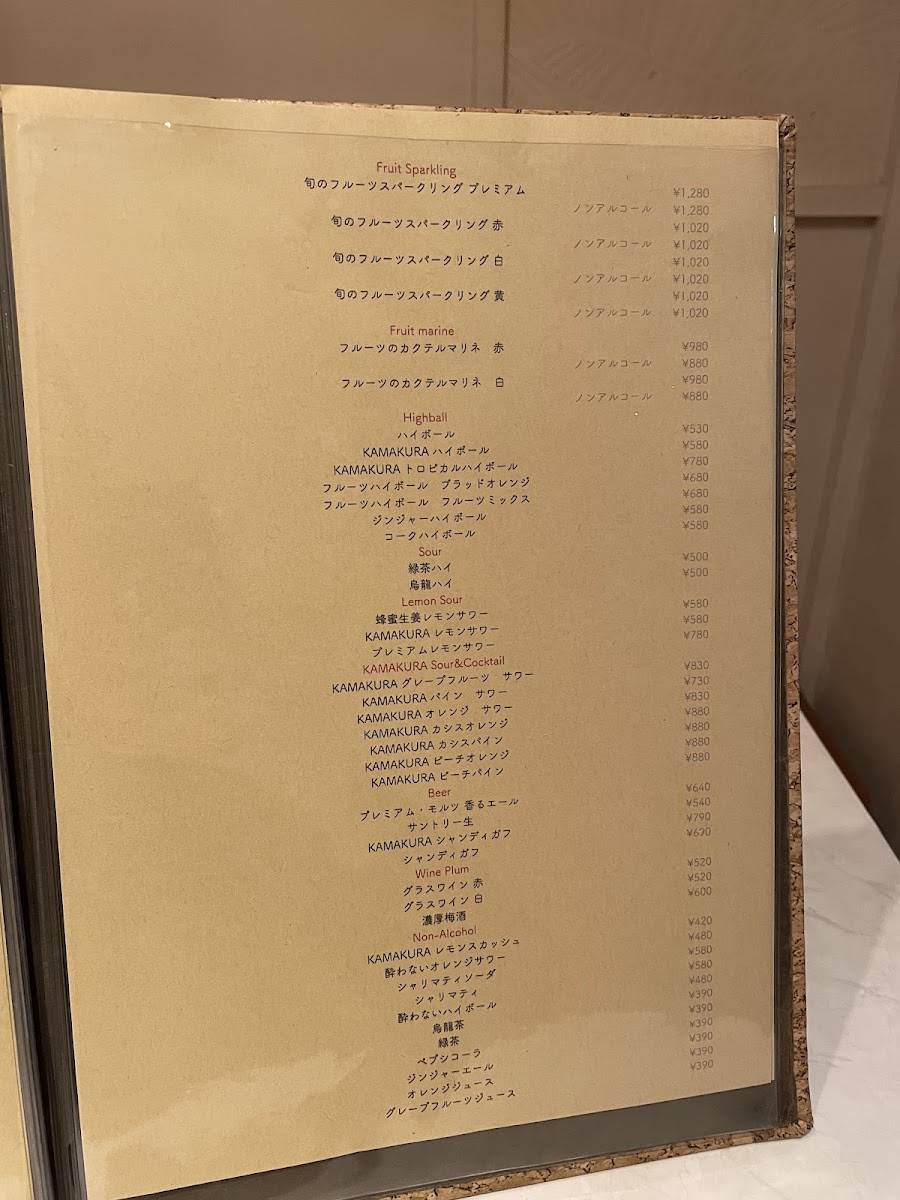 Fruit Sparkling
旬のフルーツスパークリング プレミアム ¥1,280
ノンアルコール ¥1,280
旬のフルーツスパークリング 赤 ¥1,020
ノンアルコール ¥1,020
旬のフルーツスパークリング 白 ¥1,020
ノンアルコール ¥1,020
旬のフルーツスパークリング 黄 ¥1,020
ノンアルコール ¥1,020
Fruit marine
フルーツのカクテルマリネ 赤 ¥980
ノンアルコール ¥880
フルーツのカクテルマリネ 白 ¥980
ノンアルコール ¥880
Highball
ハイボール ¥530
KAMAKURA ハイボール ¥580
KAMAKURA トロピカルハイボール ¥780
フルーツハイボール ブラッドオレンジ ¥680
フルーツハイボール フルーツミックス ¥680
ジンジャーハイボール ¥580
コークハイボール ¥580
Sour
緑茶ハイ ¥500
烏龍ハイ ¥500
Lemon Sour
蜂蜜生姜レモンサワー ¥580
KAMAKURA レモンサワー ¥580
プレミアムレモンサワー ¥780
KAMAKURA Sour&Cocktail
KAMAKURA グレープフルーツ サワー ¥830
KAMAKURA パイン サワー ¥730
KAMAKURA オレンジ サワー ¥830
KAMAKURA カシスオレンジ ¥880
KAMAKURA カシスパイン ¥880
KAMAKURA ピーチオレンジ ¥880
KAMAKURA ピーチパイン ¥880
Beer
プレミアム・モルツ 香るエール ¥640
サントリー生 ¥540
KAMAKURA シャンディガフ ¥790
シャンディガフ ¥690
Wine Plum
グラスワイン 赤 ¥520
グラスワイン 白 ¥520
濃厚梅酒 ¥600
Non-Alcohol
KAMAKURA レモンスカッシュ ¥420
酔わないオレンジサワー ¥480
シャリマティソーダ ¥580
シャリマティ ¥580
酔わないハイボール ¥480
烏龍茶 ¥390
緑茶 ¥390
ペプシコーラ ¥390
ジンジャーエール ¥390
オレンジジュース ¥390
グレープフルーツジュース ¥390